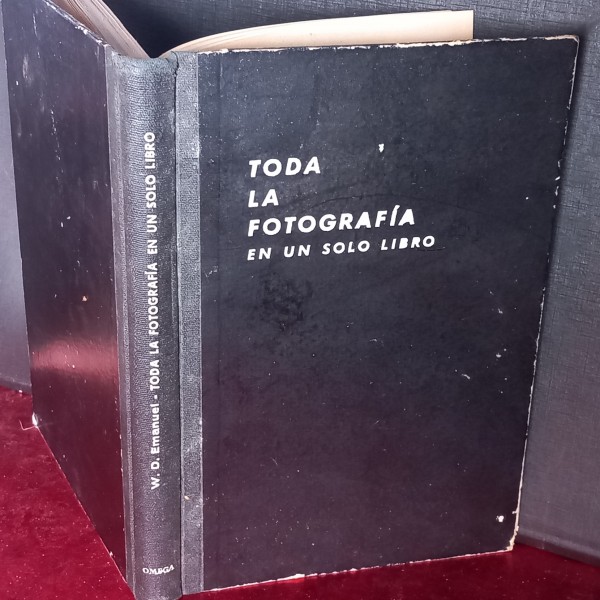 TODA
LA
FOTOGRAFÍA
EN UN SOLO LIBRO
W. D. Emanuel - TODA LA FOTOGRAFÍA EN UN SOLO LIBRO
OMEGA